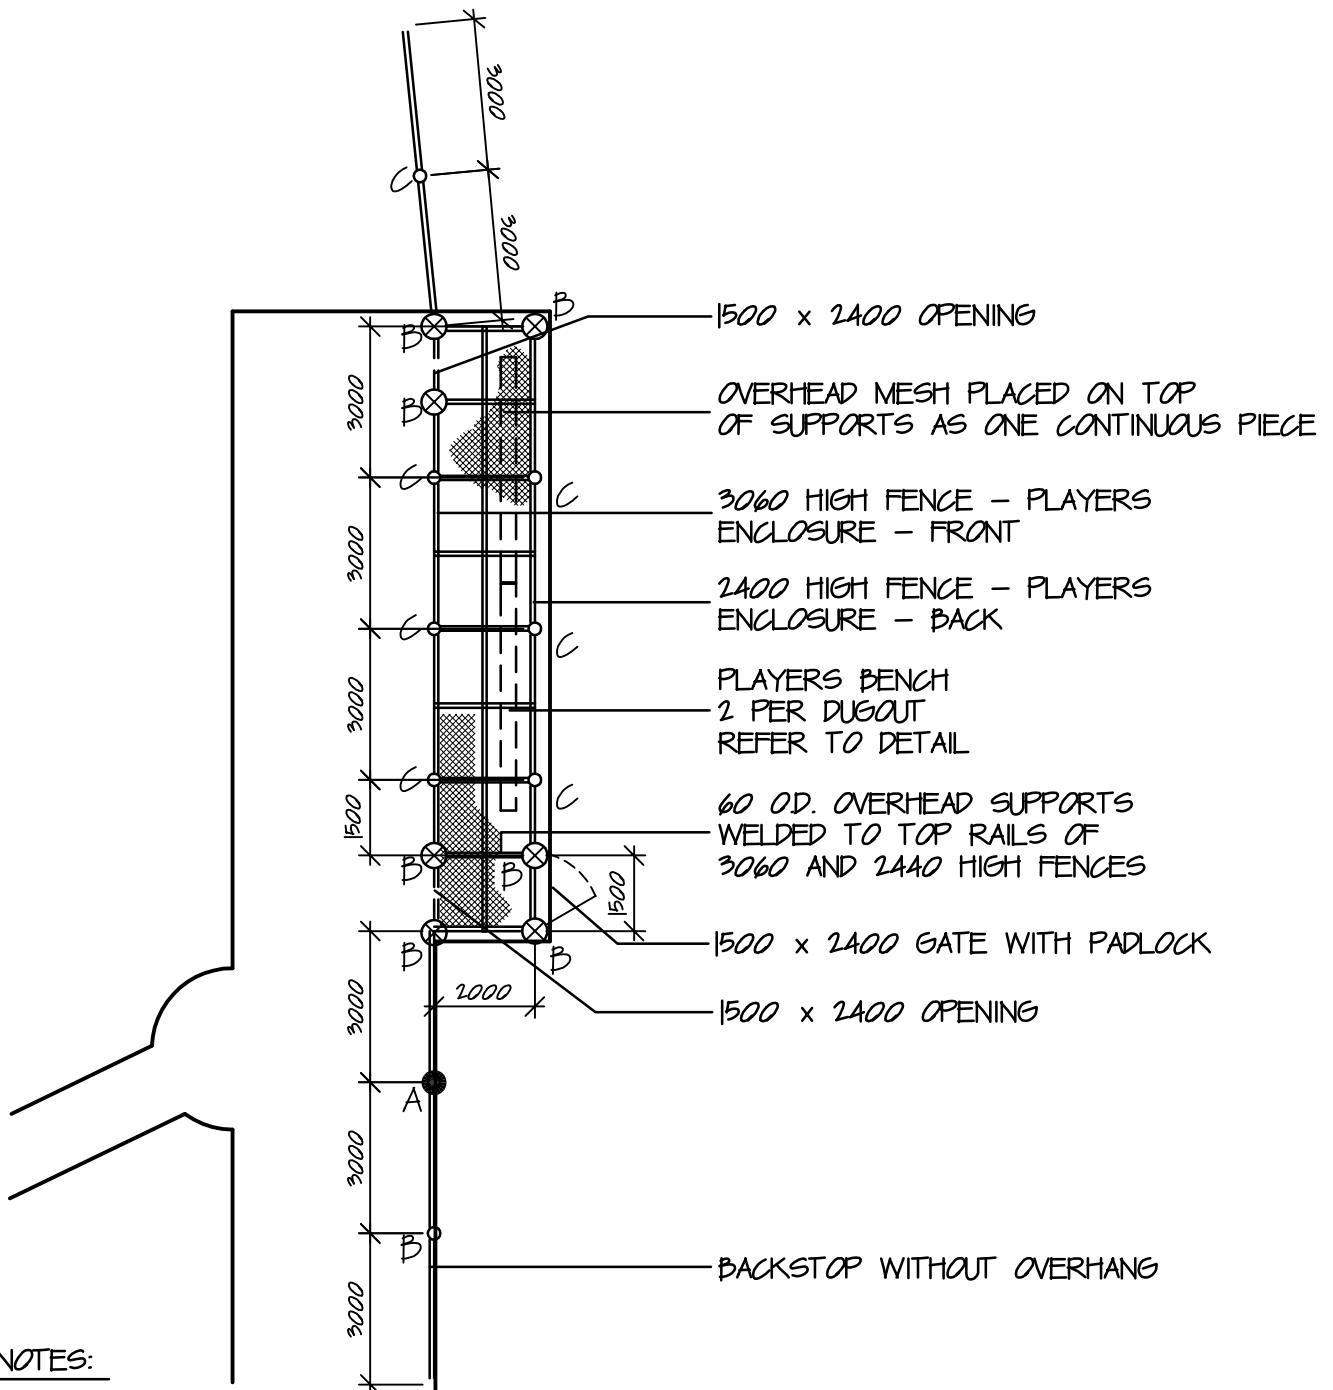 3000
C
3000
B
B
1500 x 2400 OPENING
B
3000
OVERHEAD MESH PLACED ON TOP
OF SUPPORTS AS ONE CONTINUOUS PIECE
C
C
3060 HIGH FENCE - PLAYERS
ENCLOSURE - FRONT
3000
2400 HIGH FENCE - PLAYERS
ENCLOSURE - BACK
C
C
3000
PLAYERS BENCH
2 PER DUGOUT
REFER TO DETAIL
C
C
1500
60 O.D. OVERHEAD SUPPORTS
WELDED TO TOP RAILS OF
3060 AND 2440 HIGH FENCES
B
B
1500
1500 x 2400 GATE WITH PADLOCK
B
B
2000
3000
1500 x 2400 OPENING
A
3000
B
BACKSTOP WITHOUT OVERHANG
3000
NOTES: